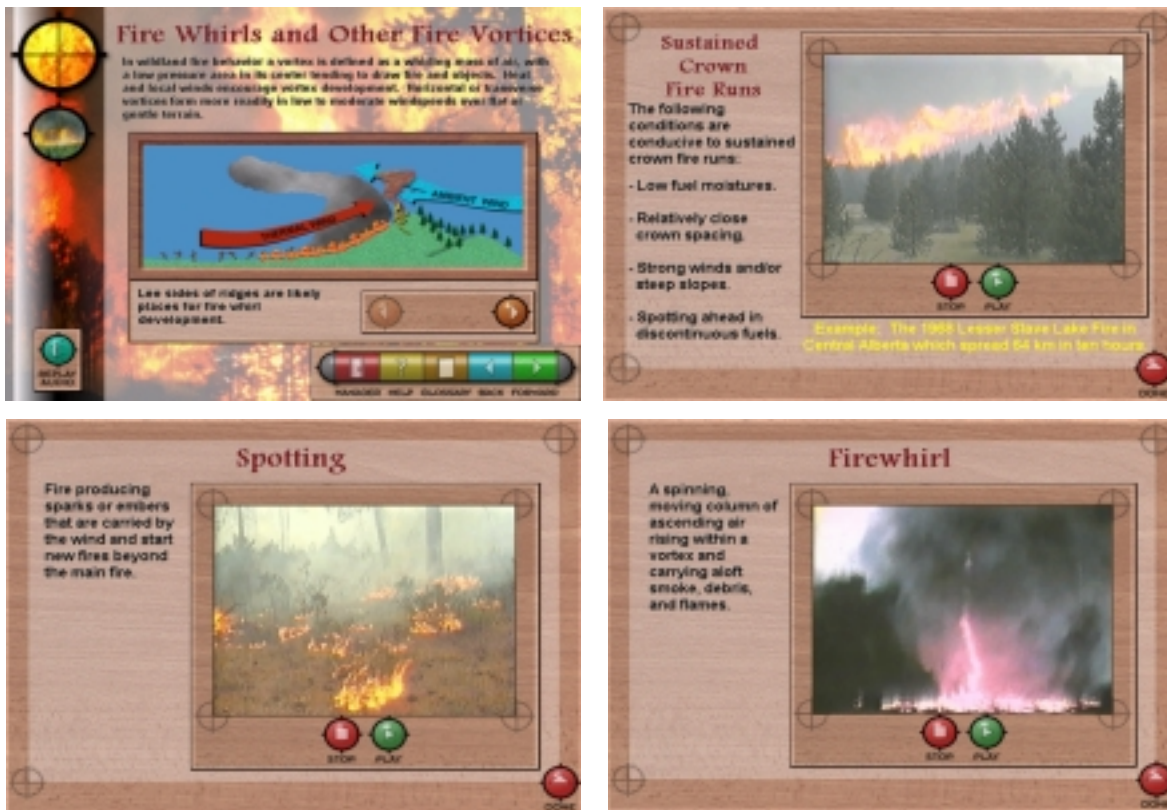 Fire Whirls and Other Fire Vortices
In wildland fire behavior a vortex is defined as a whirling mass of air, with
a low pressure area in its center tending to draw fire and objects. Heat
and local winds encourage vortex development. Horizontal or transverse
vortices form more readily in low to moderate windspeeds over flat or
gentle terrain.
THERMAL WIND
AMBIENT WIND
Lee sides of ridges are likely
places for fire whirl
development.
REPLAY
AUDIO
MANAGER HELP GLOSSARY BACK FORWARD
Sustained
Crown
Fire Runs
The following
conditions are
conducive to sustained
crown fire runs:
- Low fuel moistures.
- Relatively close
crown spacing.
- Strong winds and/or
steep slopes.
- Spotting ahead in
discontinuous fuels.
STOP PLAY
Example: The 1968 Lesser Slave Lake Fire in
Central Alberta which spread 64 km in ten hours.
DONE
Spotting
Fire producing
sparks or embers
that are carried by
the wind and start
new fires beyond
the main fire.
STOP PLAY
DONE
Firewhirl
A spinning,
moving column of
ascending air
rising within a
vortex and
carrying aloft
smoke, debris,
and flames.
STOP PLAY
DONE